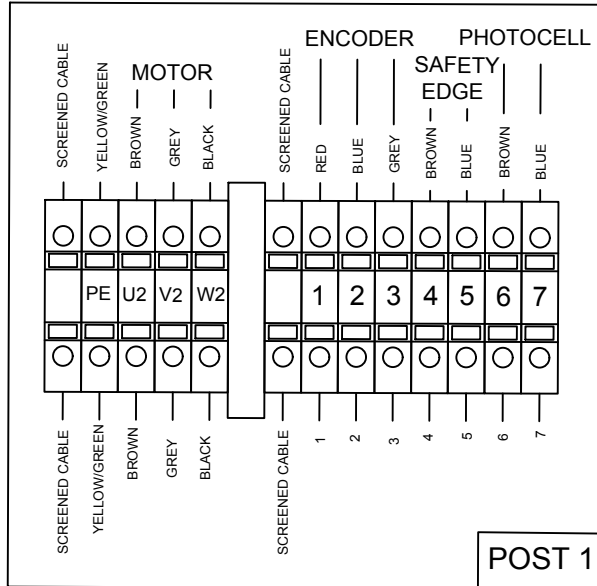 ENCODER PHOTOCELL
MOTOR SAFETY
EDGE
SCREENED CABLE
YELLOW/GREEN
BROWN
GREY
BLACK
SCREENED CABLE
RED
BLUE
GREY
BROWN
BLUE
BROWN
BLUE
PE U2 V2 W2 1 2 3 4 5 6 7
SCREENED CABLE
YELLOW/GREEN
BROWN
GREY
BLACK
SCREENED CABLE
1
2
3
4
5
6
7
POST 1